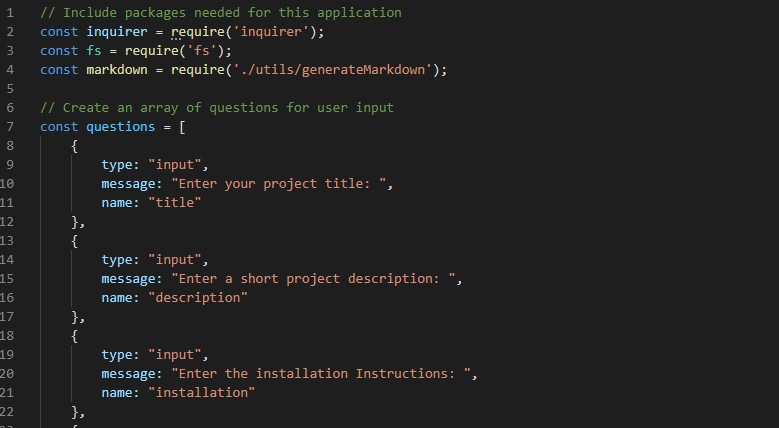 1 // Include packages needed for this application
2 const inquirer = require('inquirer');
3 const fs = require('fs');
4 const markdown = require('./utils/generateMarkdown');
5
6 // Create an array of questions for user input
7 const questions = [
8 {
9 type: "input",
10 message: "Enter your project title: ",
11 name: "title"
12 },
13 {
14 type: "input",
15 message: "Enter a short project description: ",
16 name: "description"
17 },
18 {
19 type: "input",
20 message: "Enter the installation Instructions: ",
21 name: "installation"
22 },